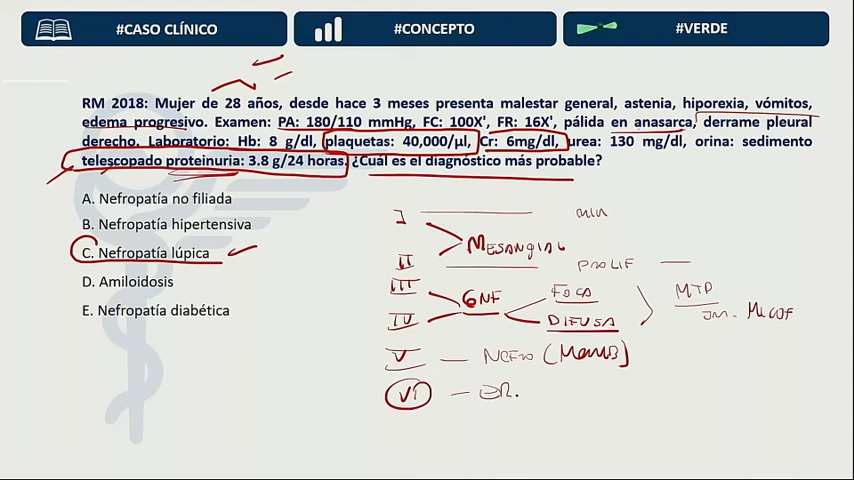 #CASO CLÍNICO
#CONCEPTO
#VERDE
RM 2018: Mujer de 28 años, desde hace 3 meses presenta malestar general, astenia, hiporexia, vómitos,
edema progresivo. Examen: PA: 180/110 mmHg, FC: 100X', FR: 16X', pálida en anasarca, derrame pleural
derecho. Laboratorio: Hb: 8 g/dl, plaquetas: 40,000/µl, Cr: 6mg/dl, urea: 130 mg/dl, orina: sedimento
telescopado proteinuria: 3.8 g/24 horas. ¿Cuál es el diagnóstico más probable?
A. Nefropatía no filiada
B. Nefropatía hipertensiva
C. Nefropatía lúpica
D. Amiloidosis
E. Nefropatía diabética
I min
MESANGIAL
II PROLIF
III GNF FOCA
IV DIFUSA
MTP
V
VI